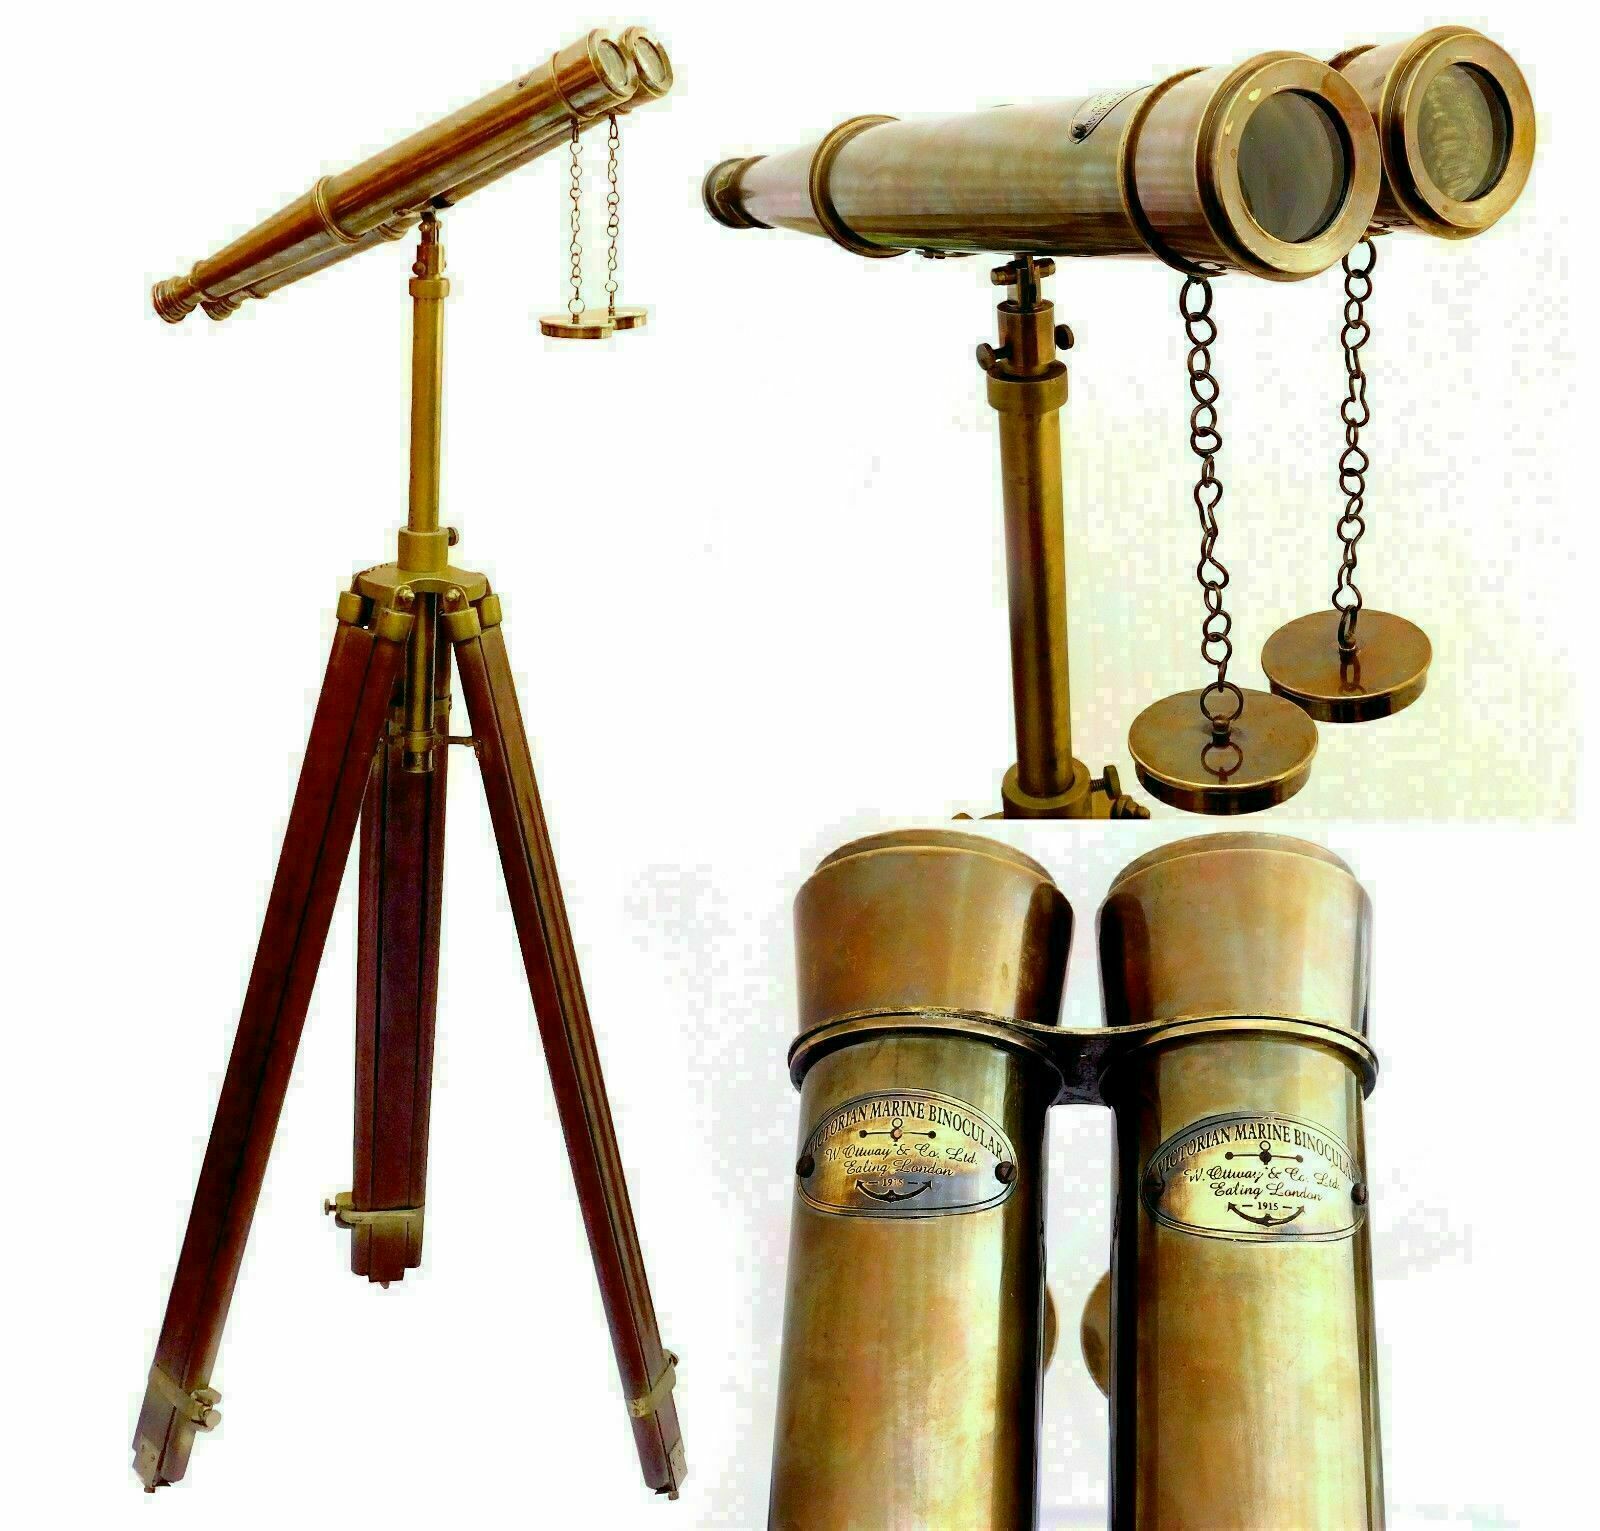 VICTORIAN MARINE BINOCULAR
W. Ottway & Co. Ltd.
Ealing London
1915
VICTORIAN MARINE BINOCULAR
W. Ottway & Co. Ltd.
Ealing London
1915